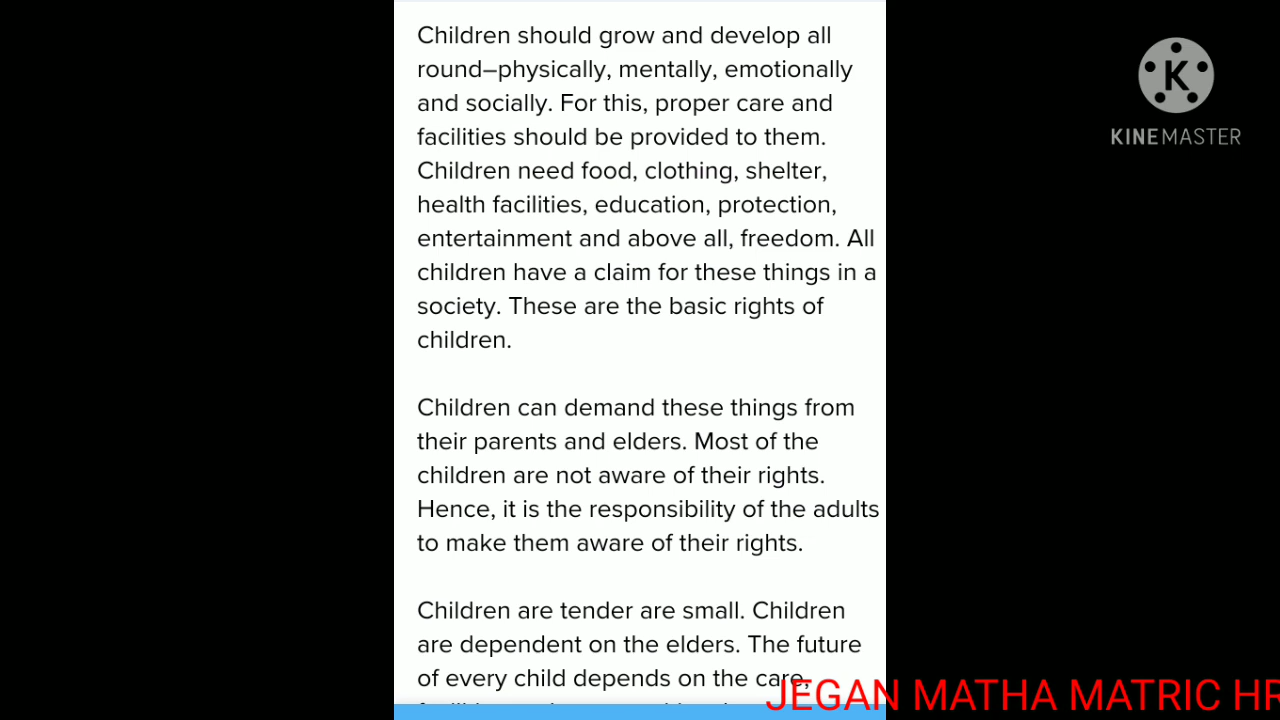 Children should grow and develop all
round–physically, mentally, emotionally
and socially. For this, proper care and
facilities should be provided to them.
Children need food, clothing, shelter,
health facilities, education, protection,
entertainment and above all, freedom. All
children have a claim for these things in a
society. These are the basic rights of
children.
Children can demand these things from
their parents and elders. Most of the
children are not aware of their rights.
Hence, it is the responsibility of the adults
to make them aware of their rights.
Children are tender are small. Children
are dependent on the elders. The future
of every child depends on the care,
K
KINEMASTER
JEGAN MATHA MATRIC HR